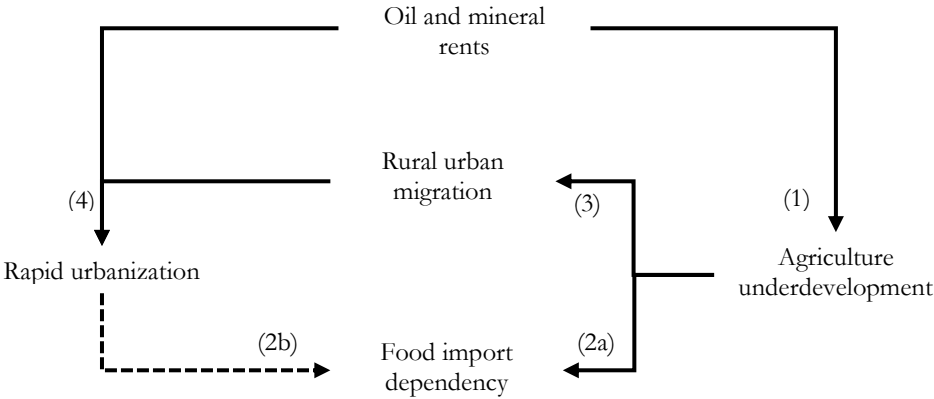 Oil and mineral
rents
Rural urban
migration
(4)
(3)
(1)
Rapid urbanization
Agriculture
underdevelopment
(2b)
(2a)
Food import
dependency